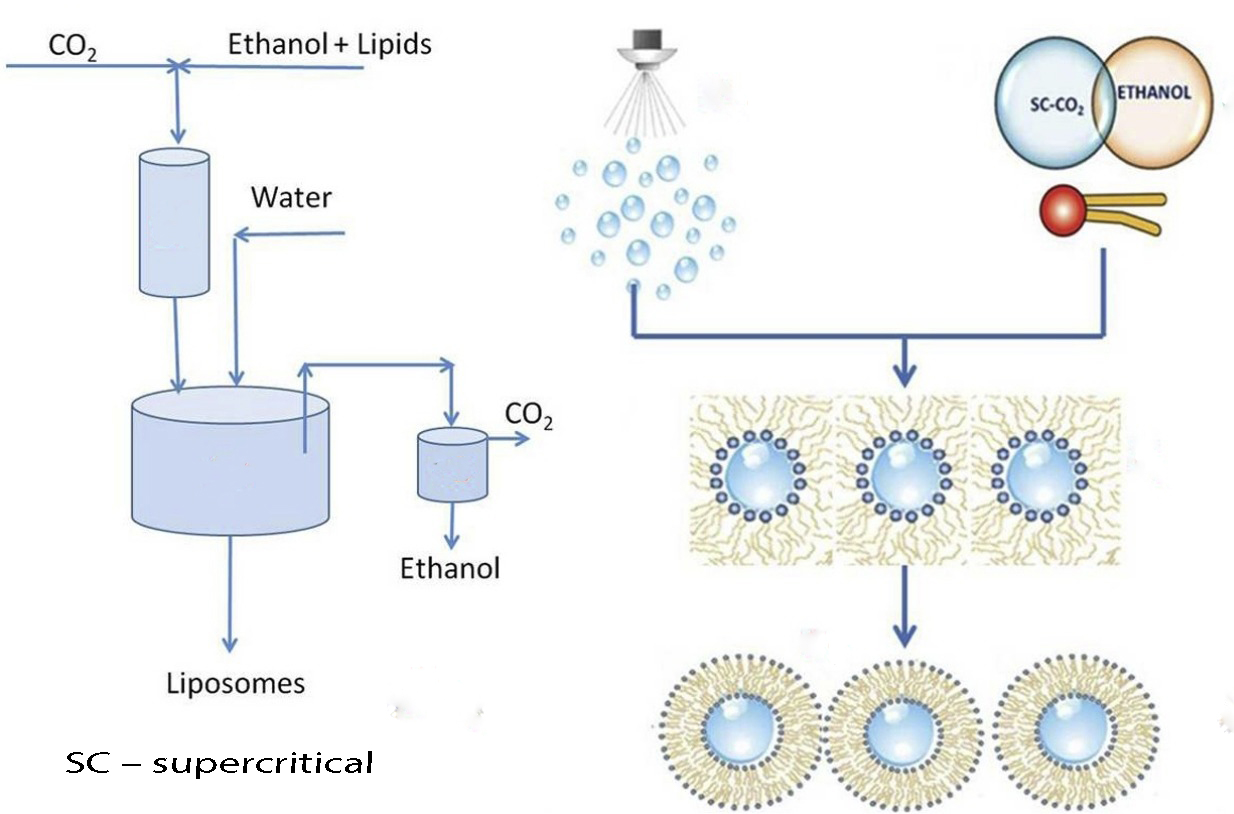 CO₂
Ethanol + Lipids
Water
CO₂
Ethanol
Liposomes
SC – supercritical
SC-CO₂
ETHANOL